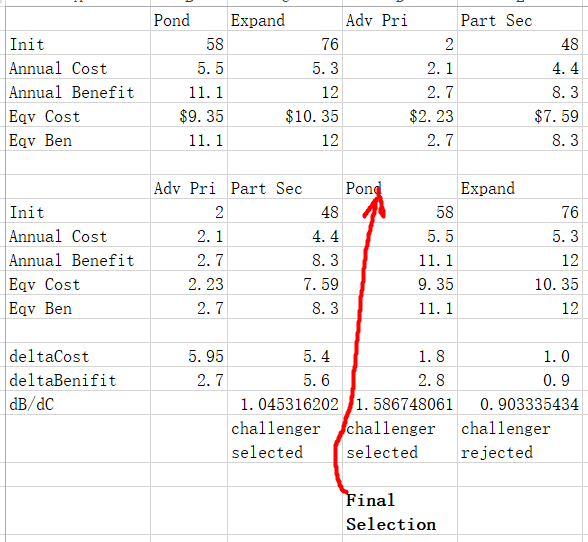 Pond Expand Adv Pri Part Sec
Init 58 76 2 48
Annual Cost 5.5 5.3 2.1 4.4
Annual Benefit 11.1 12 2.7 8.3
Eqv Cost $9.35 $10.35 $2.23 $7.59
Eqv Ben 11.1 12 2.7 8.3
Adv Pri Part Sec Pond Expand
Init 2 48 58 76
Annual Cost 2.1 4.4 5.5 5.3
Annual Benefit 2.7 8.3 11.1 12
Eqv Cost 2.23 7.59 9.35 10.35
Eqv Ben 2.7 8.3 11.1 12
deltaCost 5.95 5.4 1.8 1.0
deltaBenifit 2.7 5.6 2.8 0.9
dB/dC 1.045316202 1.586748061 0.903335434
challenger challenger challenger
selected selected rejected
Final
Selection